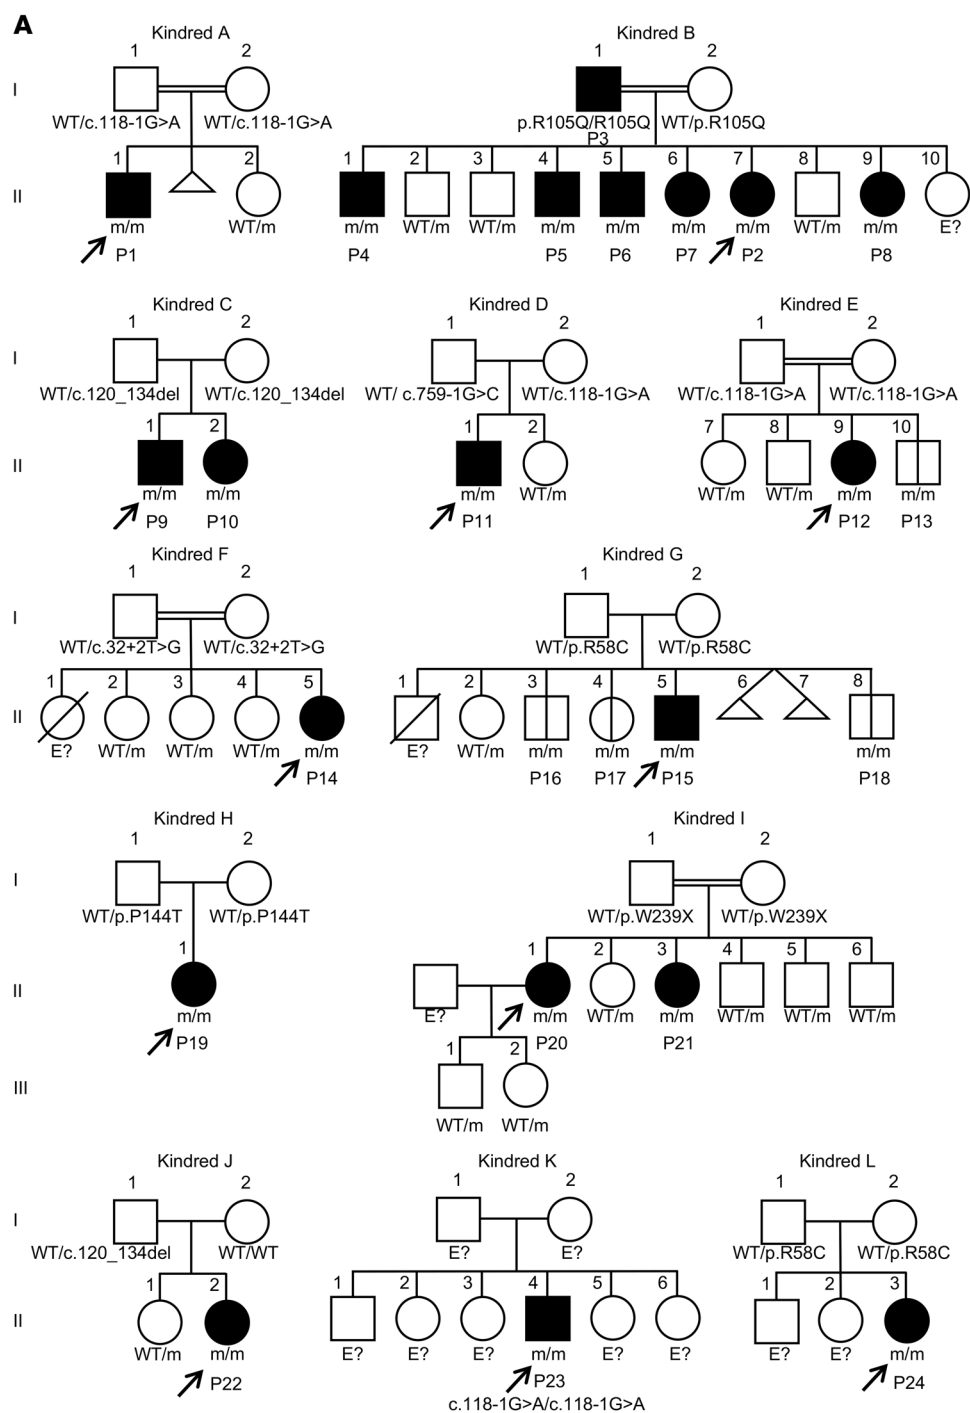 A
Kindred A Kindred B
1 2 1 2
I
WT/c.118-1G>A WT/c.118-1G>A p.R105Q/R105Q WT/p.R105Q
P3
1 2 1 2 3 4 5 6 7 8 9 10
II
m/m WT/m m/m WT/m WT/m m/m m/m m/m m/m WT/m m/m E?
P1 P4 P5 P6 P7 P2 P8
Kindred C Kindred D Kindred E
1 2 1 2 1 2
I
WT/c.120_134del WT/c.120_134del WT/ c.759-1G>C WT/c.118-1G>A WT/c.118-1G>A WT/c.118-1G>A
1 2 1 2 7 8 9 10
II
m/m m/m m/m WT/m WT/m WT/m m/m m/m
P9 P10 P11 P12 P13
Kindred F Kindred G
1 2 1 2
I
WT/c.32+2T>G WT/c.32+2T>G WT/p.R58C WT/p.R58C
1 2 3 4 5 1 2 3 4 5 6 7 8
II
E? WT/m WT/m WT/m m/m E? WT/m m/m m/m m/m m/m
P14 P16 P17 P15 P18
Kindred H Kindred I
1 2 1 2
I
WT/p.P144T WT/p.P144T WT/p.W239X WT/p.W239X
1 1 2 3 4 5 6
II
m/m E? m/m WT/m m/m WT/m WT/m WT/m
P19 P20 P21
1 2
III
WT/m WT/m
Kindred J Kindred K Kindred L
1 2 1 2 1 2
I
WT/c.120_134del WT/WT E? E? WT/p.R58C WT/p.R58C
1 2 1 2 3 4 5 6 1 2 3
II
WT/m m/m E? E? E? m/m E? E? E? E? m/m
P22 P23 P24
c.118-1G>A/c.118-1G>A